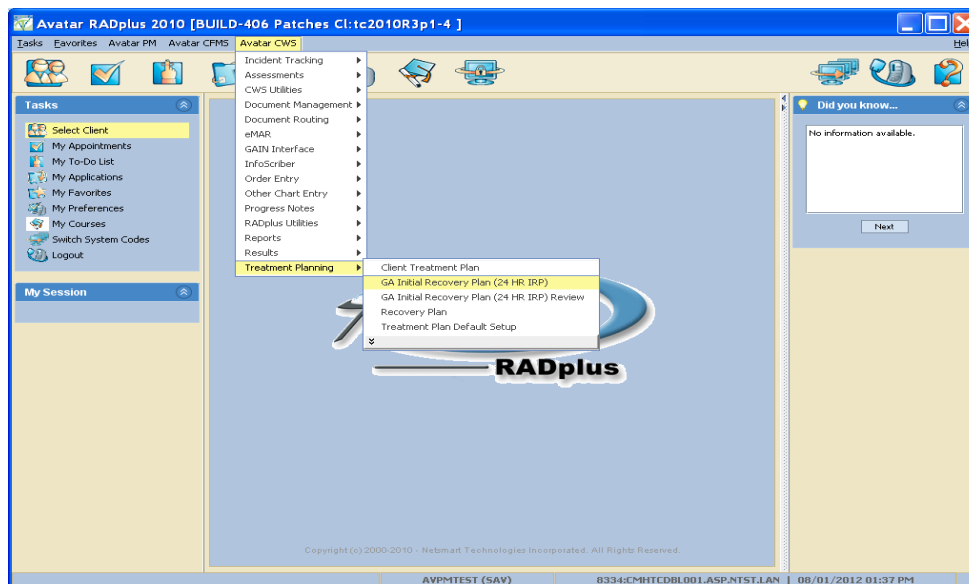 Avatar RADplus 2010 [BUILD-406 Patches Cl:tc2010R3p1-4 ]
Tasks Favorites Avatar PM Avatar CFMS Avatar CWS
Tasks
Select Client
My Appointments
My To-Do List
My Applications
My Favorites
My Preferences
My Courses
Switch System Codes
Logout
My Session
Incident Tracking
Assessments
CWS Utilities
Document Management
Document Routing
eMAR
GAIN Interface
InfoScriber
Order Entry
Other Chart Entry
Progress Notes
RADplus Utilities
Reports
Results
Treatment Planning
Client Treatment Plan
GA Initial Recovery Plan (24 HR IRP)
GA Initial Recovery Plan (24 HR IRP) Review
Recovery Plan
Treatment Plan Default Setup
RADplus
Copyright (c) 2000-2010 - Netsmart Technologies Incorporated. All Rights Reserved.
Did you know...
No information available.
Next
AVPMTEST (SAV) 8334:CMHTCDBL001.ASP.NTST.LAN | 08/01/2012 01:37 PM